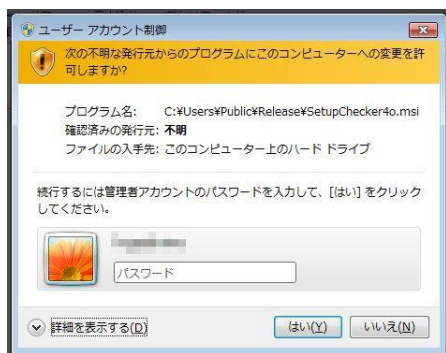 ユーザー アカウント制御
次の不明な発行元からのプログラムにこのコンピューターへの変更を許
可しますか?
プログラム名: C:¥Users¥Public¥Release¥SetupChecker4o.msi
確認済みの発行元: 不明
ファイルの入手先: このコンピューター上のハード ドライブ
続行するには管理者アカウントのパスワードを入力して、[はい] をクリック
してください。
パスワード
詳細を表示する(D)
はい(Y)
いいえ(N)